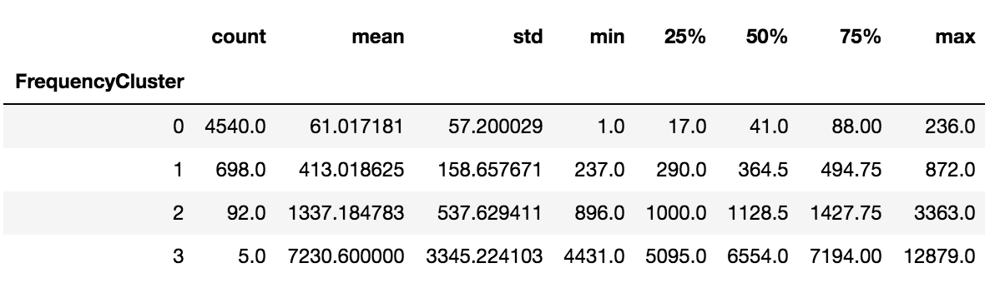 count mean std min 25% 50% 75% max
FrequencyCluster
0 4540.0 61.017181 57.200029 1.0 17.0 41.0 88.00 236.0
1 698.0 413.018625 158.657671 237.0 290.0 364.5 494.75 872.0
2 92.0 1337.184783 537.629411 896.0 1000.0 1128.5 1427.75 3363.0
3 5.0 7230.600000 3345.224103 4431.0 5095.0 6554.0 7194.00 12879.0